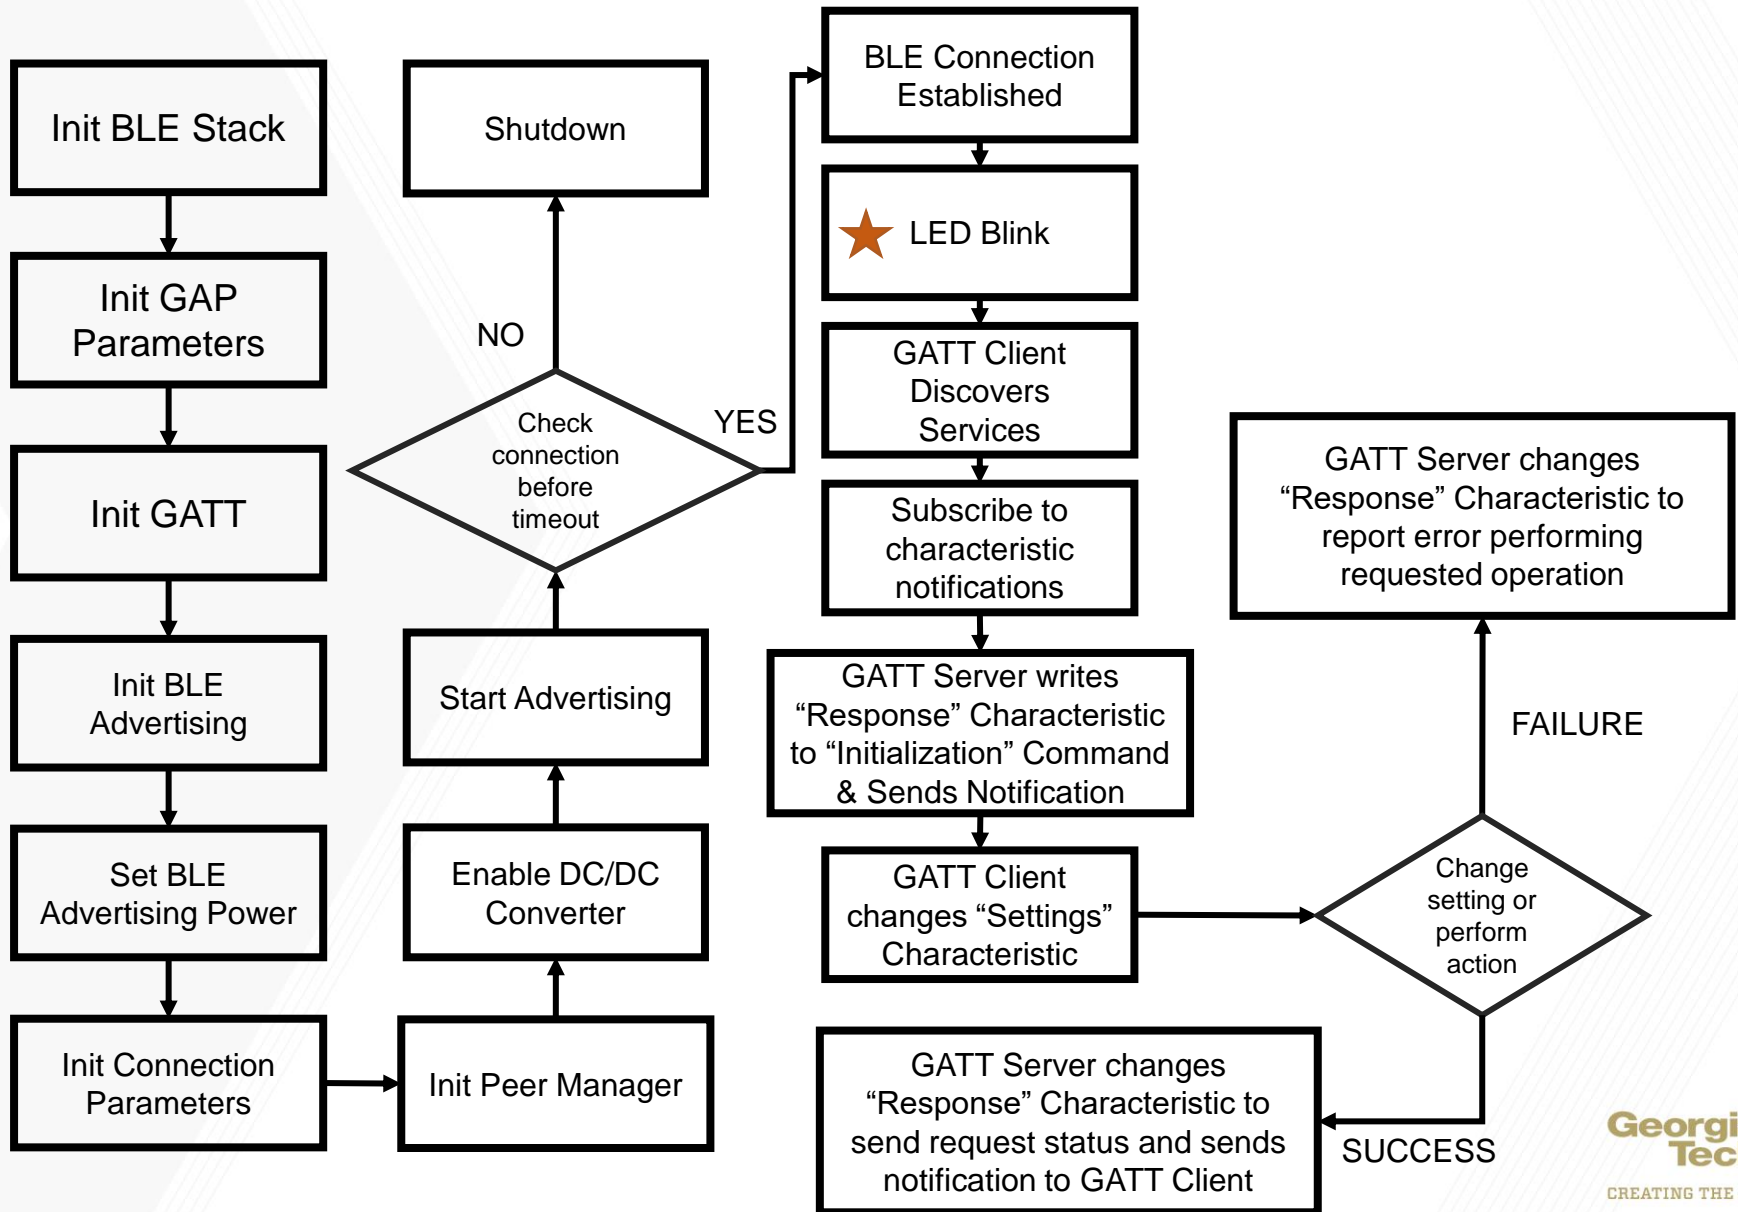 Init BLE Stack
Init GAP
Parameters
Init GATT
Init BLE
Advertising
Set BLE
Advertising Power
Init Connection
Parameters
Shutdown
NO
Check
connection
before
timeout
YES
Start Advertising
Enable DC/DC
Converter
Init Peer Manager
BLE Connection
Established
LED Blink
GATT Client
Discovers
Services
Subscribe to
characteristic
notifications
GATT Server writes
“Response” Characteristic
to “Initialization” Command
& Sends Notification
GATT Client
changes “Settings”
Characteristic
GATT Server changes
“Response” Characteristic to
send request status and sends
notification to GATT Client
GATT Server changes
“Response” Characteristic to
report error performing
requested operation
FAILURE
Change
setting or
perform
action
SUCCESS
Georgi
Tec
CREATING THE